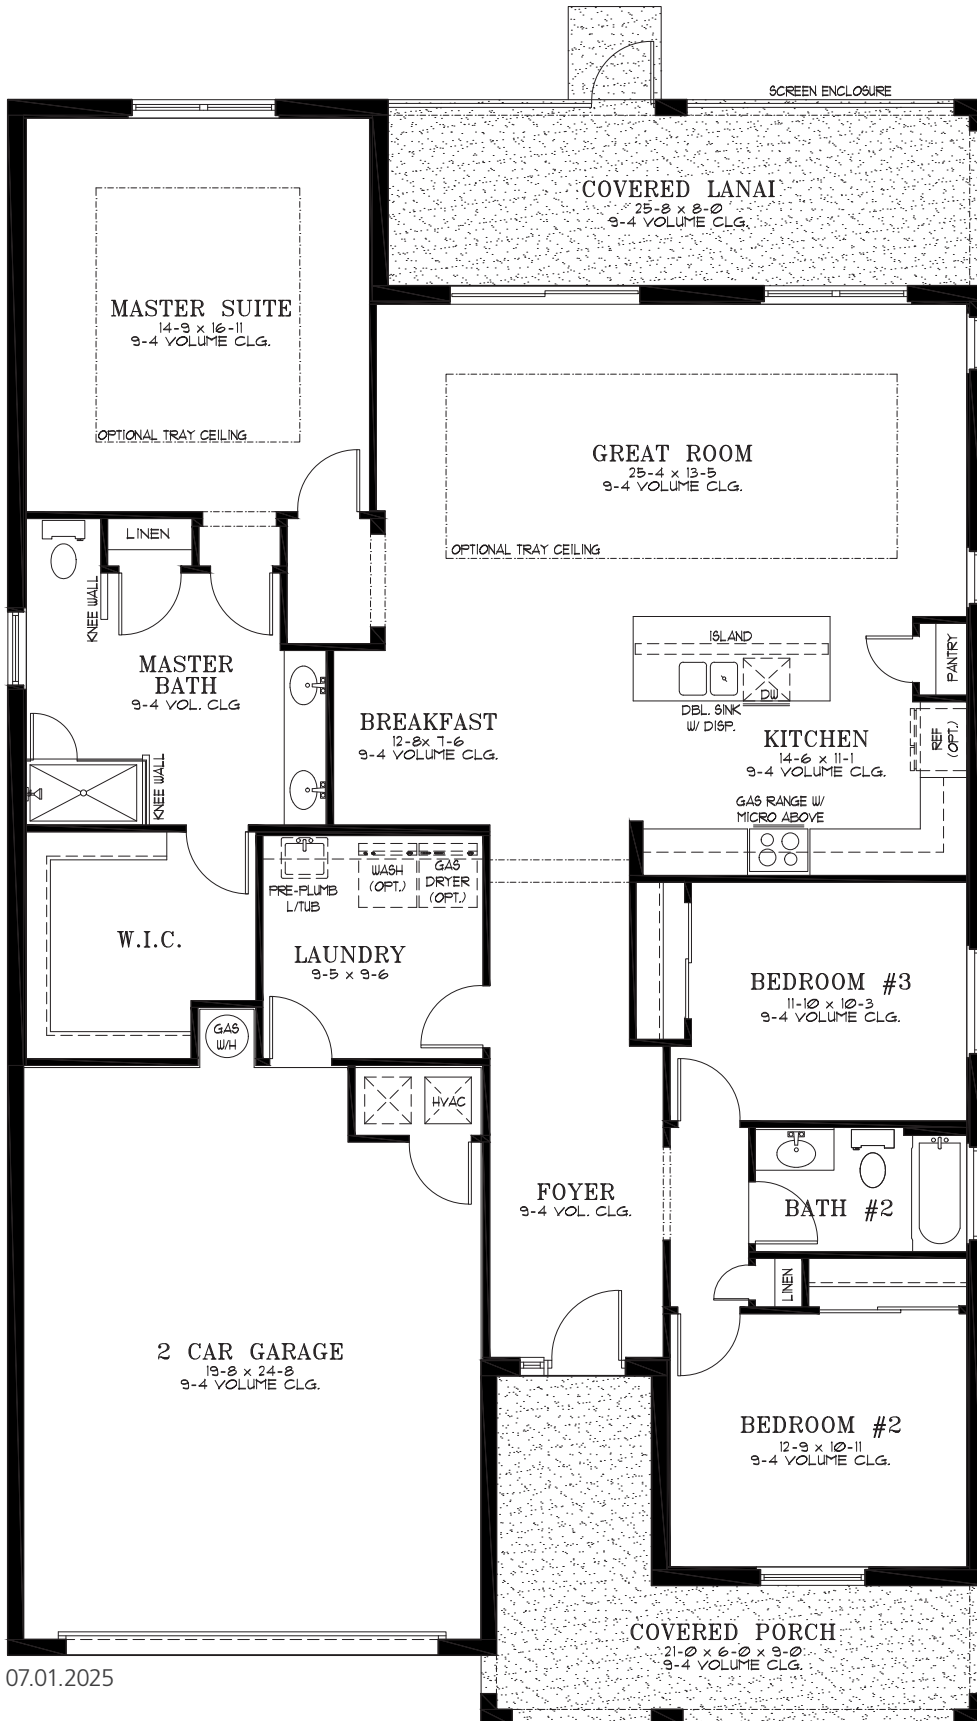 SCREEN ENCLOSURE
COVERED LANAI
25-8 x 8-0
9-4 VOLUME CLG.
MASTER SUITE
14-9 x 16-11
9-4 VOLUME CLG.
OPTIONAL TRAY CEILING
GREAT ROOM
25-4 x 13-5
9-4 VOLUME CLG.
OPTIONAL TRAY CEILING
LINEN
KNEE WALL
MASTER
BATH
9-4 VOL. CLG
KNEE WALL
ISLAND
DW
DBL. SINK
W/ DISP.
PANTRY
BREAKFAST
12-8x 7-6
9-4 VOLUME CLG.
KITCHEN
14-6 x 11-1
9-4 VOLUME CLG.
REF
(OPT.)
GAS RANGE W/
MICRO ABOVE
PRE-PLUMB
L/TUB
WASH
(OPT.)
GAS
DRYER
(OPT.)
W.I.C.
LAUNDRY
9-5 x 9-6
BEDROOM #3
11-10 x 10-3
9-4 VOLUME CLG.
GAS
W/H
HVAC
FOYER
9-4 VOL. CLG.
BATH #2
LINEN
2 CAR GARAGE
19-8 x 24-8
9-4 VOLUME CLG.
BEDROOM #2
12-9 x 10-11
9-4 VOLUME CLG.
COVERED PORCH
21-0 x 6-0 x 9-0
9-4 VOLUME CLG.
07.01.2025